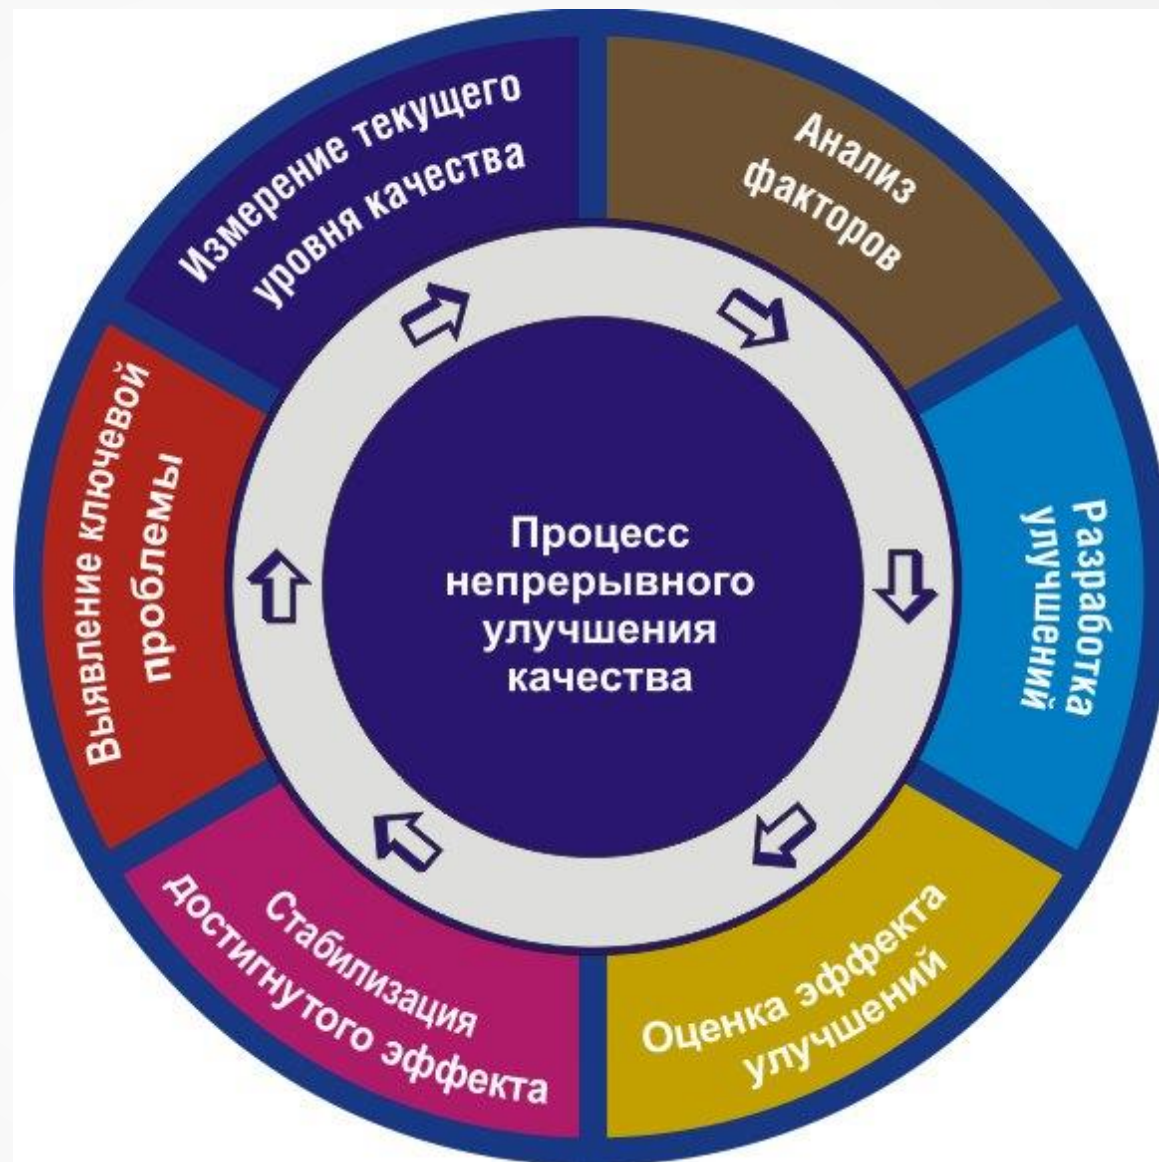 Измерение текущего
уровня качества
Анализ
факторов
Разработка
улучшений
Оценка эффекта
улучшений
Стабилизация
достигнутого эффекта
Выявление ключевой
проблемы
Процесс
непрерывного
улучшения
качества